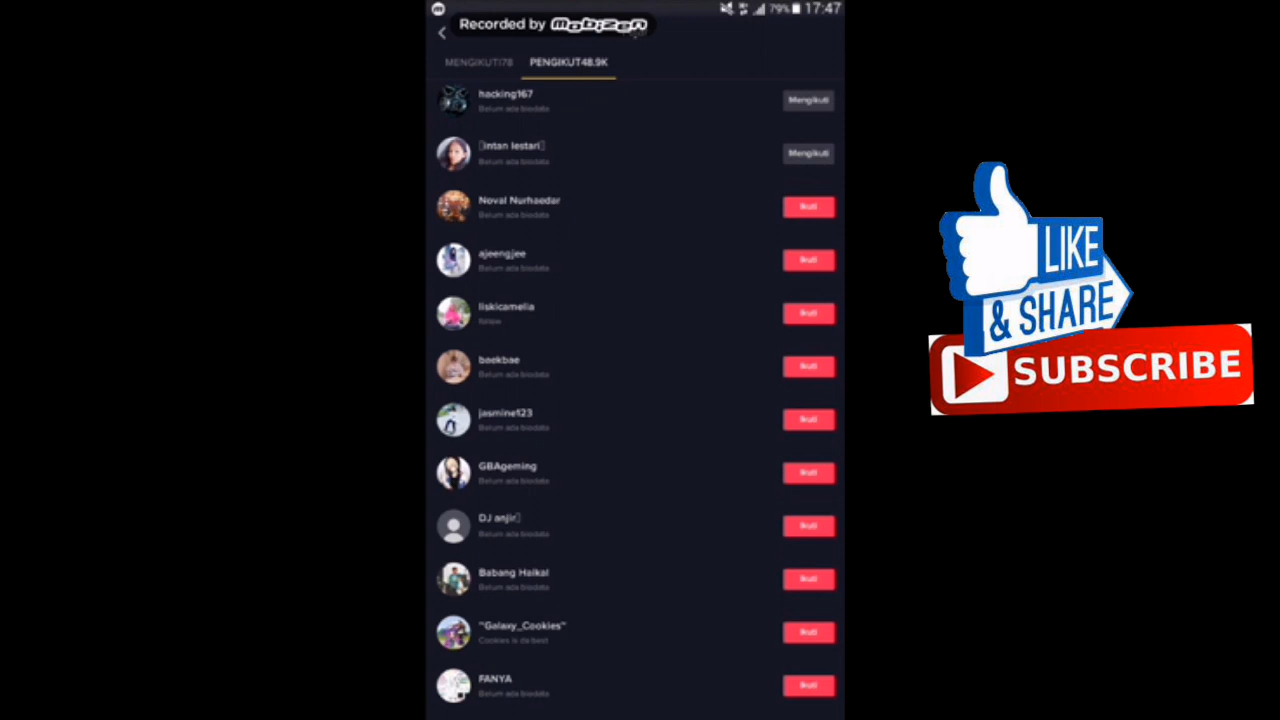 79% 17:47
Recorded by mobizen
MENGIKUTI78 PENGIKUT48.9K
hacking167
Belum ada biodata
Mengikuti
intan lestari
Belum ada biodata
Mengikuti
Noval Nurhaedar
Belum ada biodata
Ikuti
ajeengjee
Belum ada biodata
Ikuti
liskicamelia
follow
Ikuti
baekbae
Belum ada biodata
Ikuti
jasmine123
Belum ada biodata
Ikuti
GBAgeming
Belum ada biodata
Ikuti
DJ anjir
Belum ada biodata
Ikuti
Babang Haikal
Belum ada biodata
Ikuti
~Galaxy_Cookies~
Cookies is da best
Ikuti
FANYA
Belum ada biodata
Ikuti
LIKE
& SHARE
SUBSCRIBE